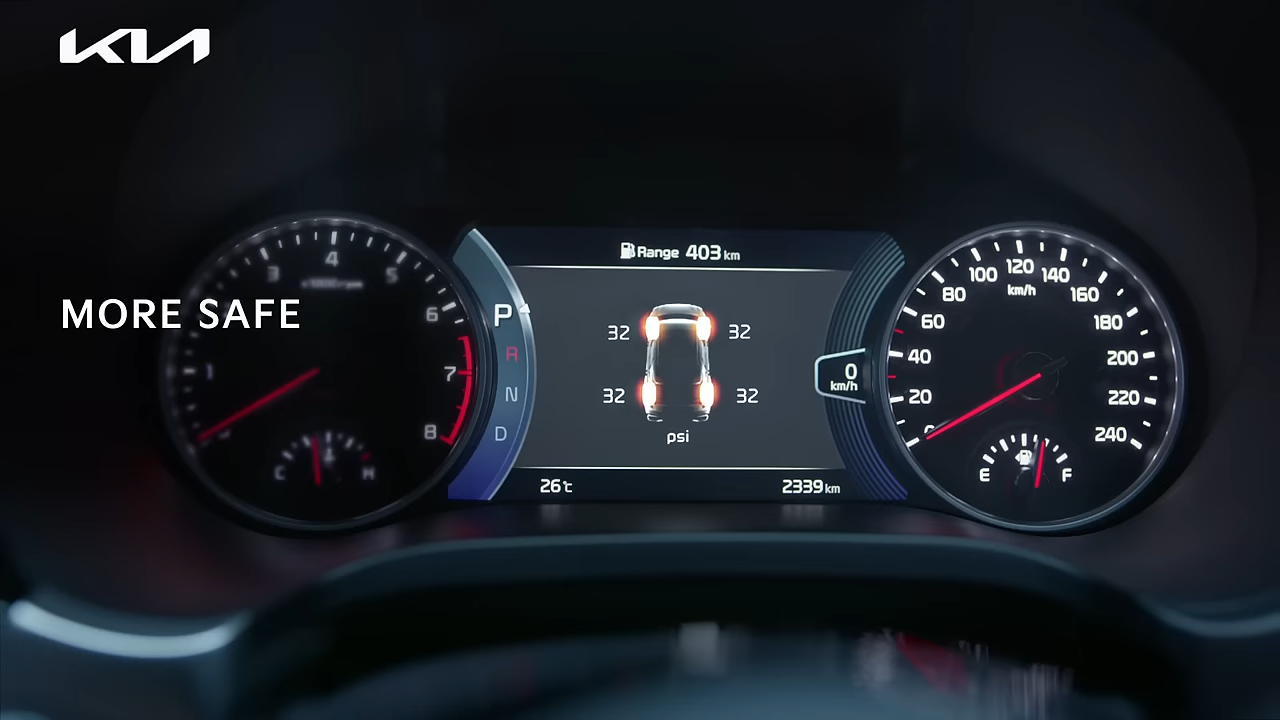 KIA
MORE SAFE
1
3
4
5
6
7
8
C
H
P
R
N
D
Range 403 km
32
32
32
32
psi
26℃
2339 km
0
km/h
0
20
40
60
80
100
120
140
160
180
200
220
240
km/h
E
F